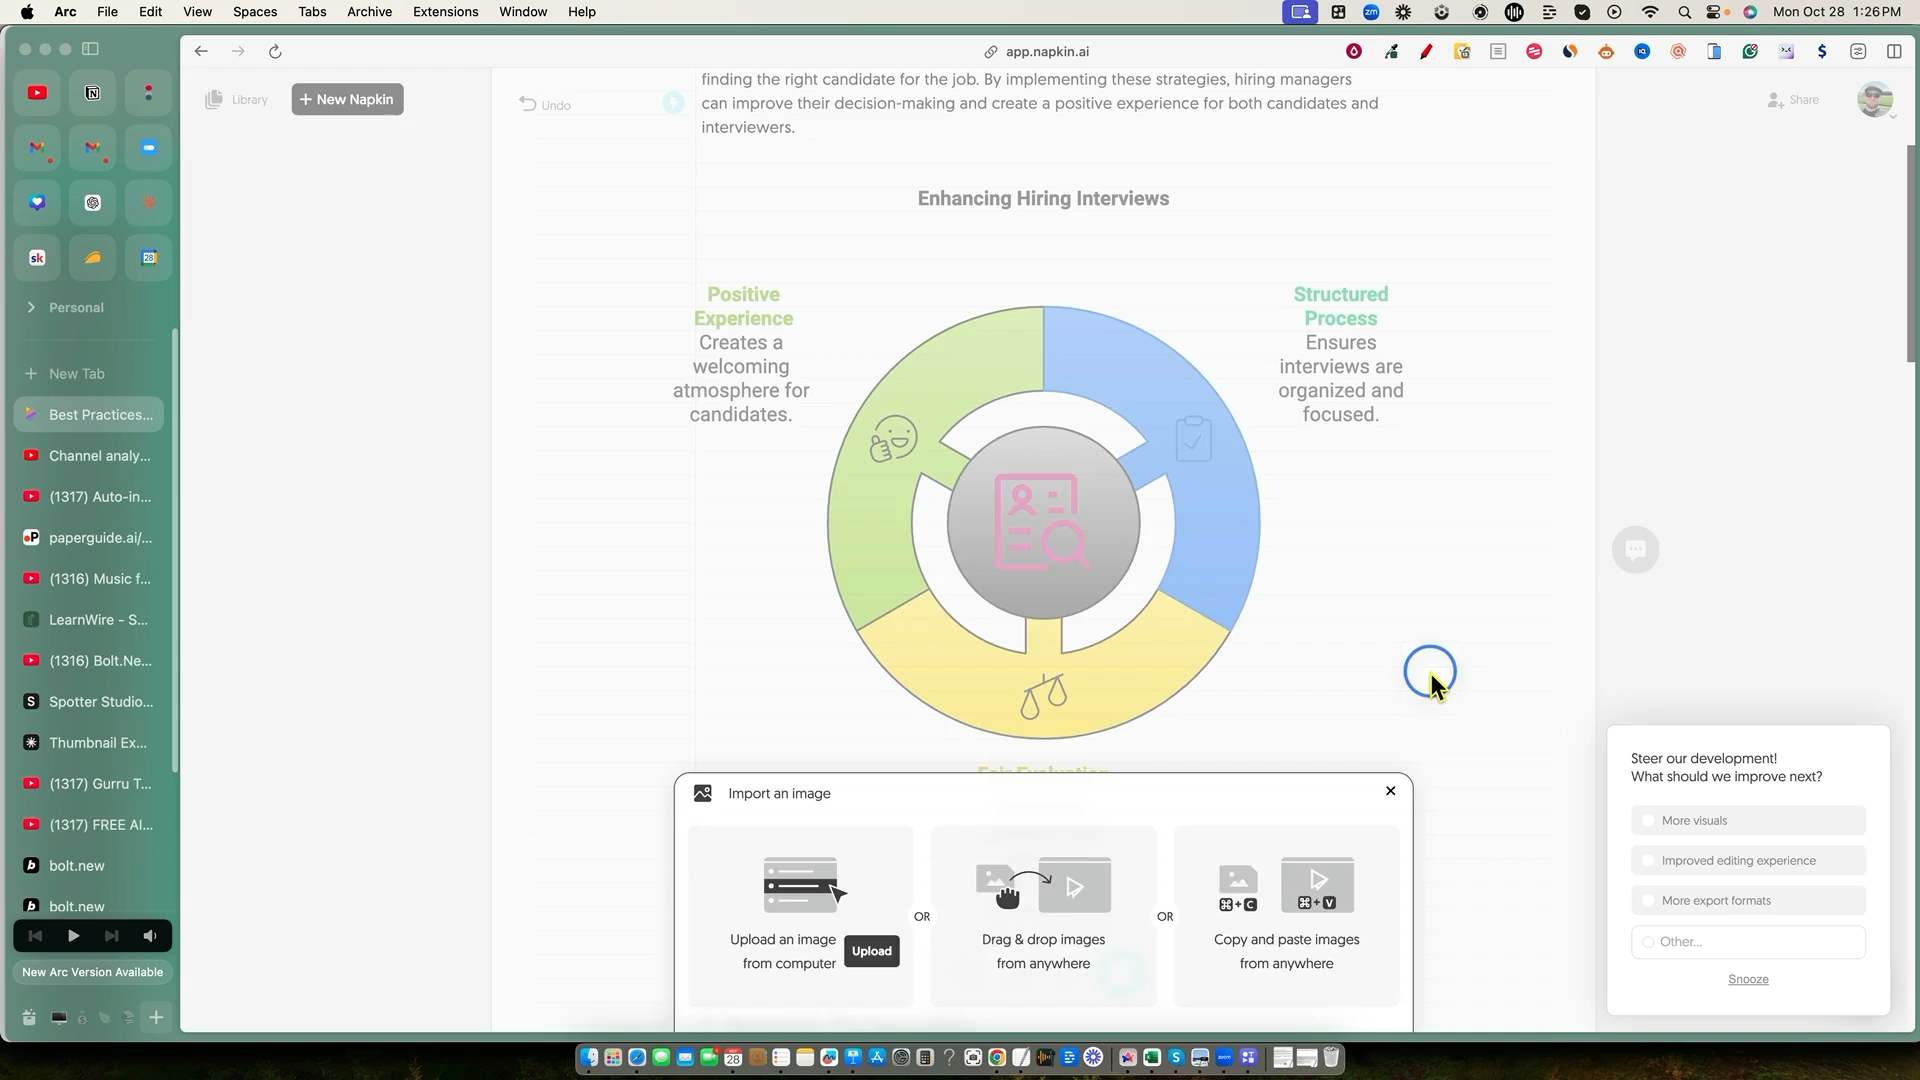 Arc File Edit View Spaces Tabs Archive Extensions Window Help
zm
Mon Oct 28 1:26 PM
app.napkin.ai
Library
+ New Napkin
Undo
Share
finding the right candidate for the job. By implementing these strategies, hiring managers
can improve their decision-making and create a positive experience for both candidates and
interviewers.
Enhancing Hiring Interviews
Positive
Experience
Creates a
welcoming
atmosphere for
candidates.
Structured
Process
Ensures
interviews are
organized and
focused.
Fair Evaluation
sk
28
Personal
New Tab
Best Practices...
Channel analy...
(1317) Auto-in...
paperguide.ai/...
(1316) Music f...
LearnWire - S...
(1316) Bolt.Ne...
Spotter Studio...
Thumbnail Ex...
(1317) Gurru T...
(1317) FREE AI...
bolt.new
bolt.new
New Arc Version Available
Import an image
Upload an image
from computer
Upload
OR
Drag & drop images
from anywhere
OR
⌘+C
⌘+V
Copy and paste images
from anywhere
Steer our development!
What should we improve next?
More visuals
Improved editing experience
More export formats
Other...
Snooze